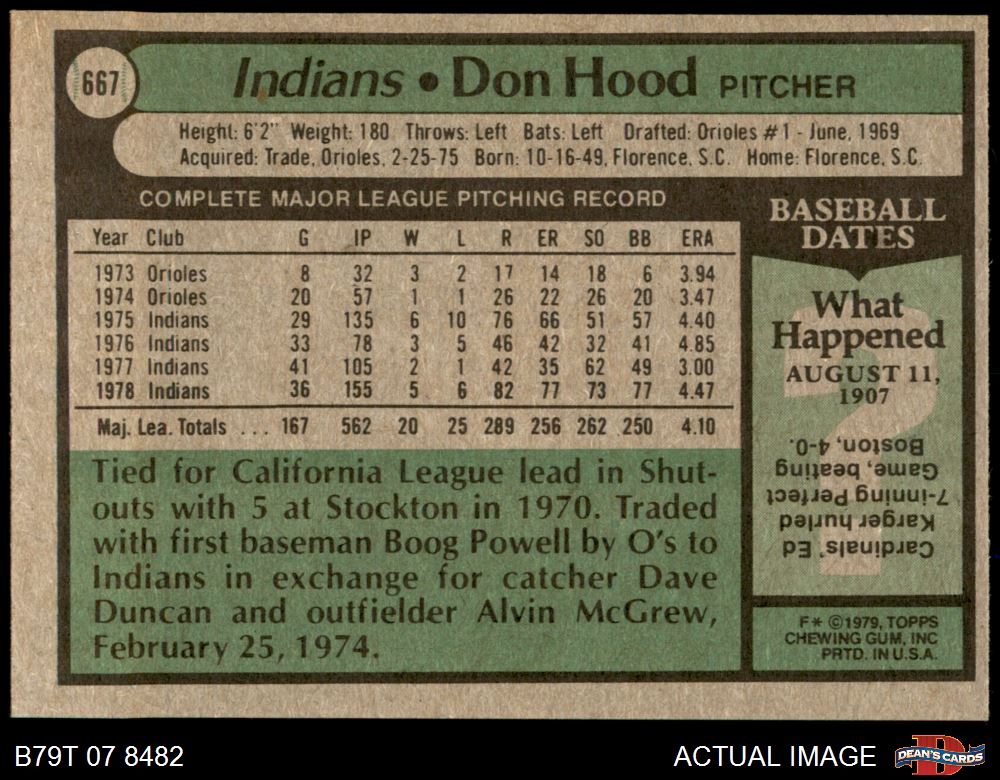 667
Indians • Don Hood PITCHER
Height: 6'2" Weight: 180 Throws: Left Bats: Left Drafted: Orioles #1 - June, 1969
Acquired: Trade, Orioles, 2-25-75 Born: 10-16-49, Florence, S.C. Home: Florence, S.C.
COMPLETE MAJOR LEAGUE PITCHING RECORD
Year Club G IP W L R ER SO BB ERA
1973 Orioles 8 32 3 2 17 14 18 6 3.94
1974 Orioles 20 57 1 1 26 22 26 20 3.47
1975 Indians 29 135 6 10 76 66 51 57 4.40
1976 Indians 33 78 3 5 46 42 32 41 4.85
1977 Indians 41 105 2 1 42 35 62 49 3.00
1978 Indians 36 155 5 6 82 77 73 77 4.47
Maj. Lea. Totals ... 167 562 20 25 289 256 262 250 4.10
Tied for California League lead in Shut-
outs with 5 at Stockton in 1970. Traded
with first baseman Boog Powell by O's to
Indians in exchange for catcher Dave
Duncan and outfielder Alvin McGrew,
February 25, 1974.
BASEBALL
DATES
What
Happened
AUGUST 11,
1907
Cardinals' Ed
Karger hurled
7-inning Perfect
Game, beating
Boston, 4-0.
F* ©1979, TOPPS
CHEWING GUM, INC
PRTD. IN U.S.A.
B79T 07 8482
ACTUAL IMAGE
D
DEAN'S CARDS